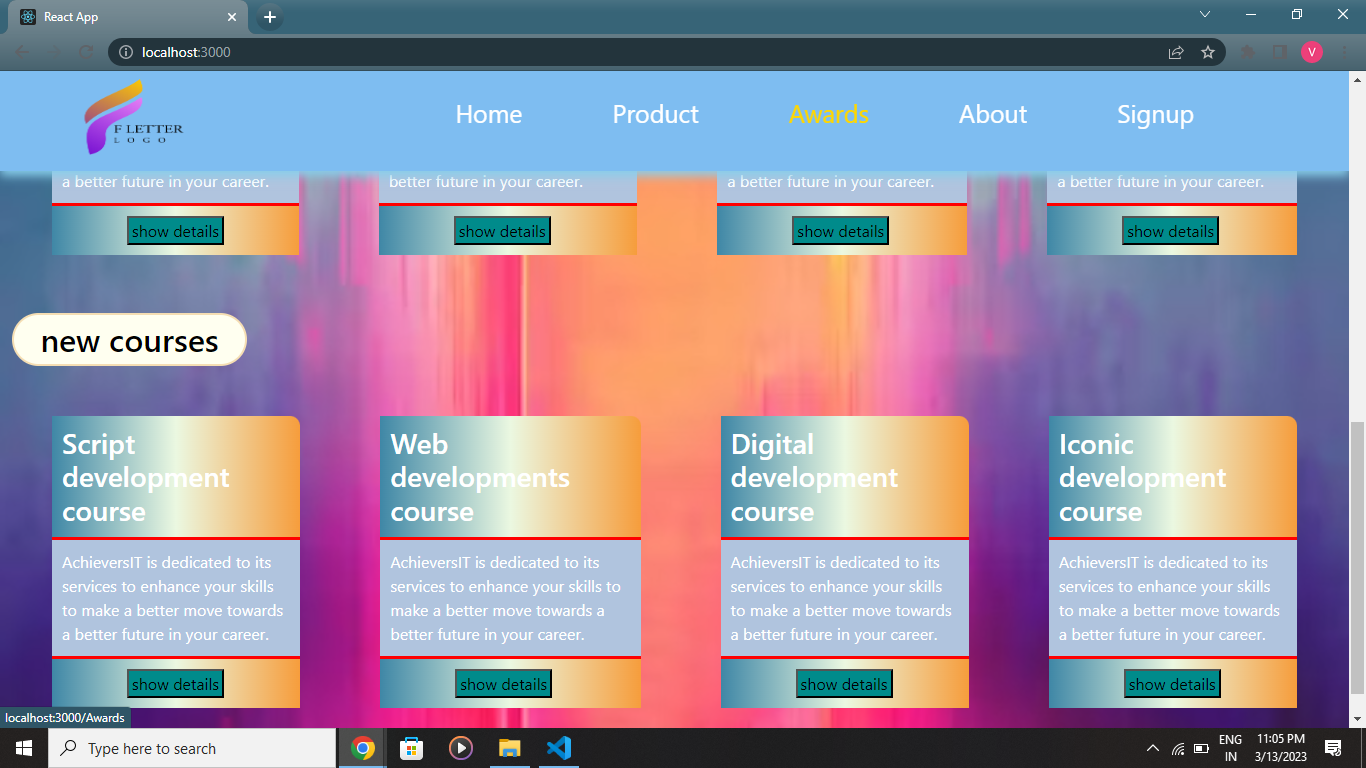 React App
localhost:3000
V
F LETTER
LOGO
Home Product Awards About Signup
a better future in your career. better future in your career. a better future in your career. a better future in your career.
show details show details show details show details
new courses
Script
development
course
AchieversIT is dedicated to its
services to enhance your skills
to make a better move towards
a better future in your career.
show details
Web
developments
course
AchieversIT is dedicated to its
services to enhance your skills to
make a better move towards a
better future in your career.
show details
Digital
development
course
AchieversIT is dedicated to its
services to enhance your skills
to make a better move towards
a better future in your career.
show details
Iconic
development
course
AchieversIT is dedicated to its
services to enhance your skills
to make a better move towards
a better future in your career.
show details
localhost:3000/Awards
Type here to search
ENG
IN
11:05 PM
3/13/2023